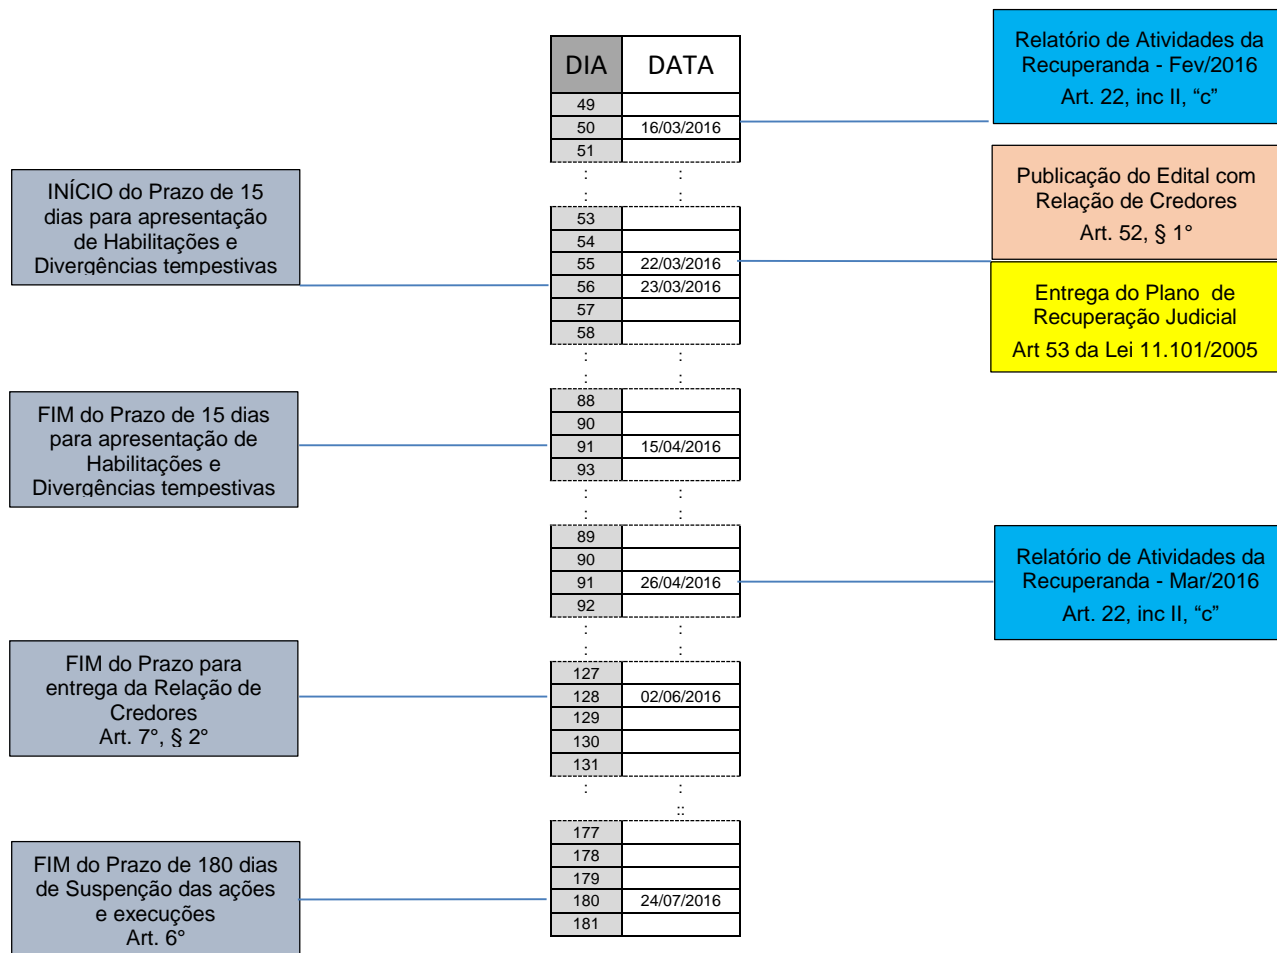 DIA DATA
49
50 16/03/2016
51
: :
: :
53
54
55 22/03/2016
56 23/03/2016
57
58
: :
: :
88
90
91 15/04/2016
93
: :
: :
89
90
91 26/04/2016
92
: :
: :
127
128 02/06/2016
129
130
131
: :
::
177
178
179
180 24/07/2016
181
INÍCIO do Prazo de 15
dias para apresentação
de Habilitações e
Divergências tempestivas
FIM do Prazo de 15 dias
para apresentação de
Habilitações e
Divergências tempestivas
FIM do Prazo para
entrega da Relação de
Credores
Art. 7°, § 2°
FIM do Prazo de 180 dias
de Suspenção das ações
e execuções
Art. 6°
Relatório de Atividades da
Recuperanda - Fev/2016
Art. 22, inc II, “c”
Publicação do Edital com
Relação de Credores
Art. 52, § 1°
Entrega do Plano de
Recuperação Judicial
Art 53 da Lei 11.101/2005
Relatório de Atividades da
Recuperanda - Mar/2016
Art. 22, inc II, “c”